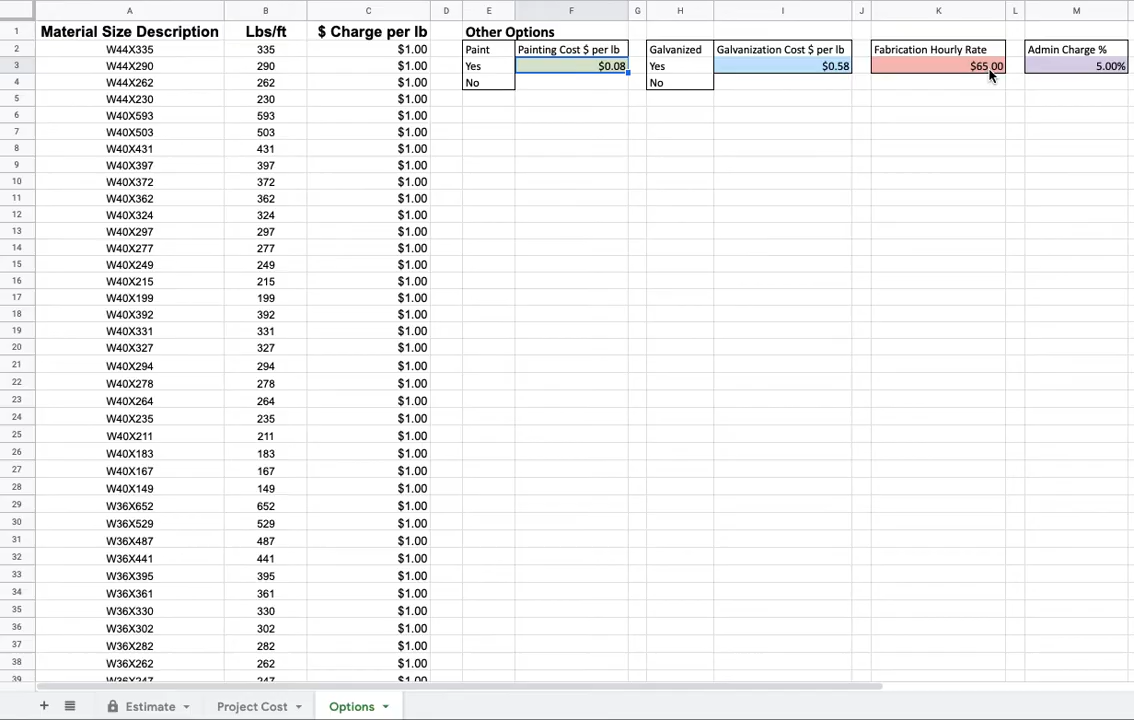 A B C D E F G H I J K L M
1 Material Size Description Lbs/ft $ Charge per lb Other Options
2 W44X335 335 $1.00 Paint Painting Cost $ per lb Galvanized Galvanization Cost $ per lb Fabrication Hourly Rate Admin Charge %
3 W44X290 290 $1.00 Yes $0.08 Yes $0.58 $65.00 5.00%
4 W44X262 262 $1.00 No No
5 W44X230 230 $1.00
6 W40X593 593 $1.00
7 W40X503 503 $1.00
8 W40X431 431 $1.00
9 W40X397 397 $1.00
10 W40X372 372 $1.00
11 W40X362 362 $1.00
12 W40X324 324 $1.00
13 W40X297 297 $1.00
14 W40X277 277 $1.00
15 W40X249 249 $1.00
16 W40X215 215 $1.00
17 W40X199 199 $1.00
18 W40X392 392 $1.00
19 W40X331 331 $1.00
20 W40X327 327 $1.00
21 W40X294 294 $1.00
22 W40X278 278 $1.00
23 W40X264 264 $1.00
24 W40X235 235 $1.00
25 W40X211 211 $1.00
26 W40X183 183 $1.00
27 W40X167 167 $1.00
28 W40X149 149 $1.00
29 W36X652 652 $1.00
30 W36X529 529 $1.00
31 W36X487 487 $1.00
32 W36X441 441 $1.00
33 W36X395 395 $1.00
34 W36X361 361 $1.00
35 W36X330 330 $1.00
36 W36X302 302 $1.00
37 W36X282 282 $1.00
38 W36X262 262 $1.00
39 W36X247 247 $1.00
+ Estimate Project Cost Options